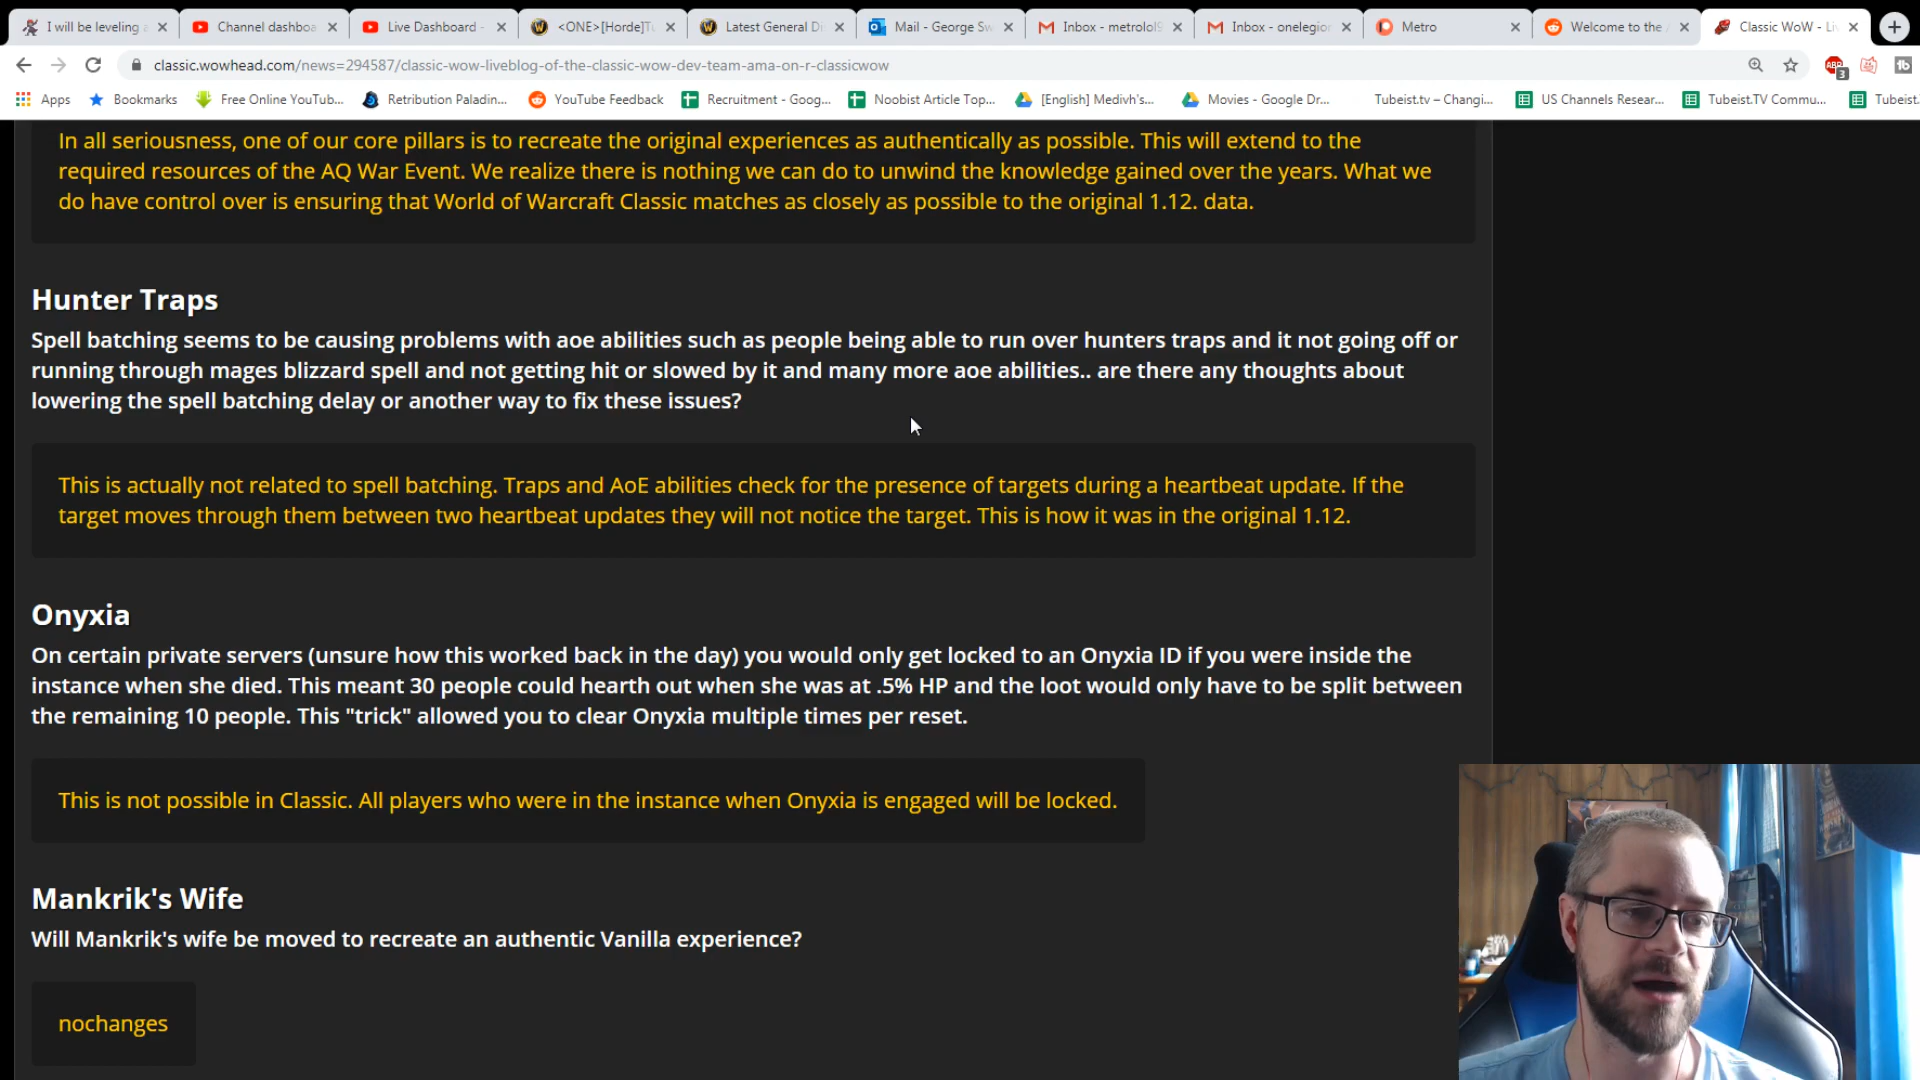 I will be leveling a
Channel dashboa
Live Dashboard -
<ONE>[Horde]Tu
Latest General Di
Mail - George Sw
Inbox - metrolol9
Inbox - onelegion
Metro
Welcome to the
Classic WoW - Li
classic.wowhead.com/news=294587/classic-wow-liveblog-of-the-classic-wow-dev-team-ama-on-r-classicwow
ABP
3
tb
Apps
Bookmarks
Free Online YouTub...
Retribution Paladin...
YouTube Feedback
Recruitment - Goog...
Noobist Article Top...
[English] Medivh's...
Movies - Google Dr...
Tubeist.tv – Changi...
US Channels Resear...
Tubeist.TV Commu...
Tubeist.
In all seriousness, one of our core pillars is to recreate the original experiences as authentically as possible. This will extend to the
required resources of the AQ War Event. We realize there is nothing we can do to unwind the knowledge gained over the years. What we
do have control over is ensuring that World of Warcraft Classic matches as closely as possible to the original 1.12. data.
Hunter Traps
Spell batching seems to be causing problems with aoe abilities such as people being able to run over hunters traps and it not going off or
running through mages blizzard spell and not getting hit or slowed by it and many more aoe abilities.. are there any thoughts about
lowering the spell batching delay or another way to fix these issues?
This is actually not related to spell batching. Traps and AoE abilities check for the presence of targets during a heartbeat update. If the
target moves through them between two heartbeat updates they will not notice the target. This is how it was in the original 1.12.
Onyxia
On certain private servers (unsure how this worked back in the day) you would only get locked to an Onyxia ID if you were inside the
instance when she died. This meant 30 people could hearth out when she was at .5% HP and the loot would only have to be split between
the remaining 10 people. This "trick" allowed you to clear Onyxia multiple times per reset.
This is not possible in Classic. All players who were in the instance when Onyxia is engaged will be locked.
Mankrik's Wife
Will Mankrik's wife be moved to recreate an authentic Vanilla experience?
nochanges